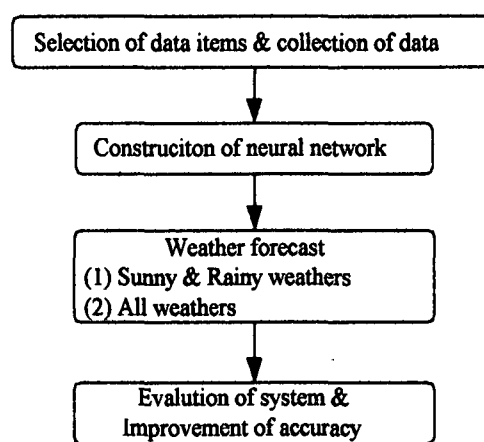 Selection of data items & collection of data
Construciton of neural network
Weather forecast
(1) Sunny & Rainy weathers
(2) All weathers
Evalution of system &
Improvement of accuracy